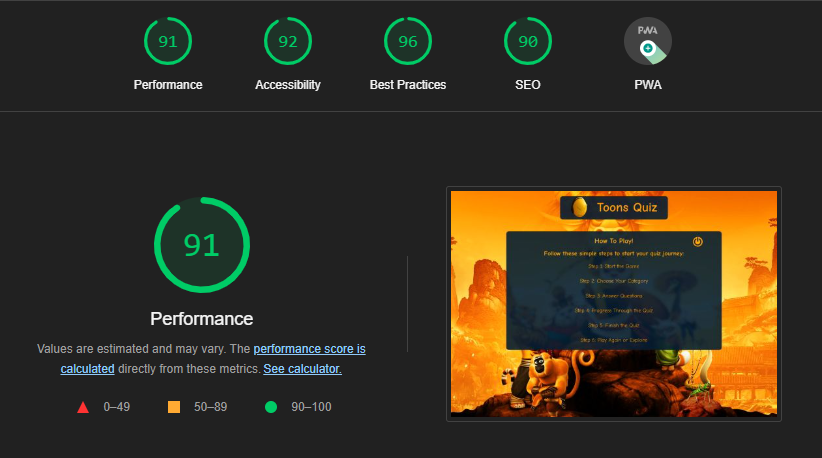 91
92
96
90
PWA
Performance
Accessibility
Best Practices
SEO
PWA
91
Performance
Values are estimated and may vary. The performance score is
calculated directly from these metrics. See calculator.
0–49
50–89
90–100
Toons Quiz
How To Play!
Follow these simple steps to start your quiz journey:
Step 1: Start the Game
Step 2: Choose Your Category
Step 3: Answer Questions
Step 4: Progress Through the Quiz
Step 5: Finish the Quiz
Step 6: Play Again or Explore